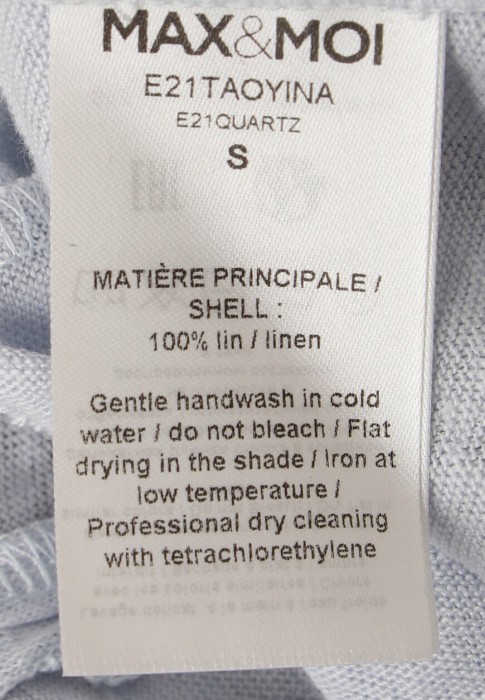 MAX&MOI
E21TAOYINA
E21QUARTZ
S
MATIÈRE PRINCIPALE /
SHELL :
100% lin / linen
Gentle handwash in cold
water / do not bleach / Flat
drying in the shade / Iron at
low temperature /
Professional dry cleaning
with tetrachlorethylene